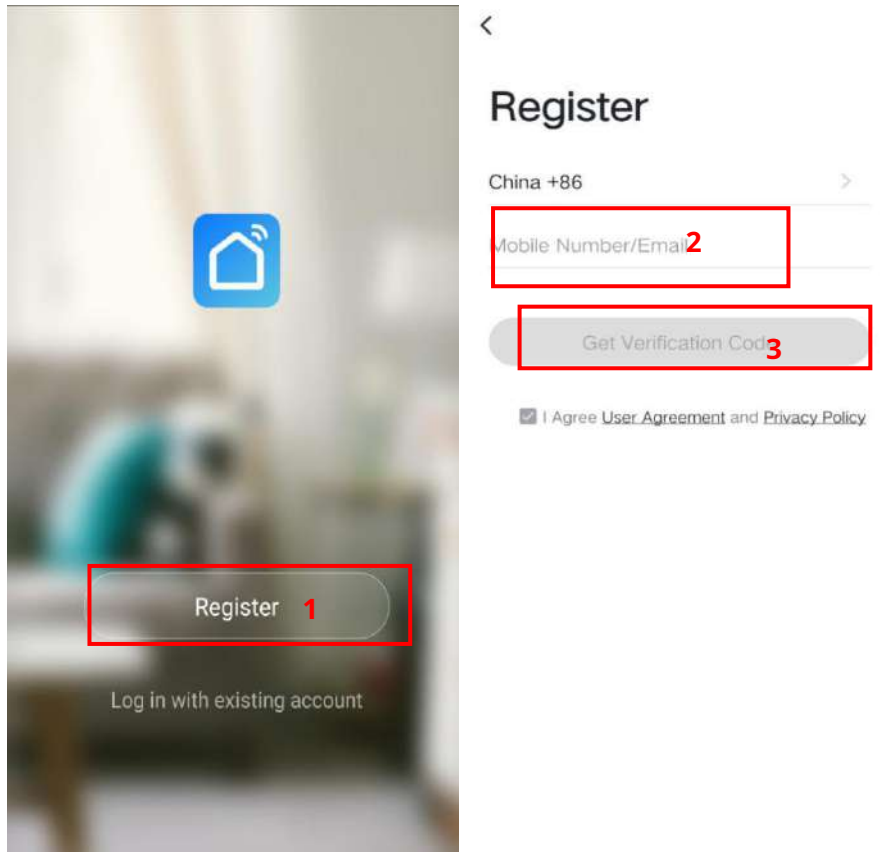 Register 1
Log in with existing account
Register
China +86
Mobile Number/Email 2
Get Verification Code 3
I Agree User Agreement and Privacy Policy